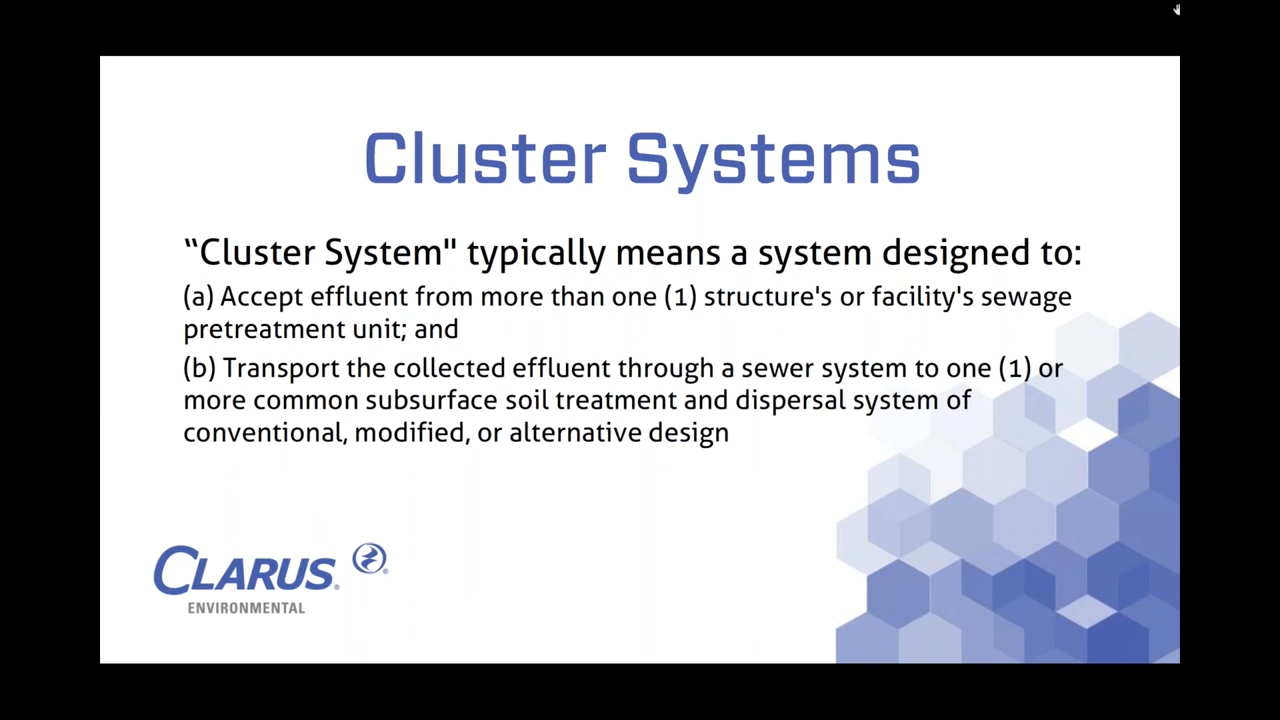 Cluster Systems
“Cluster System" typically means a system designed to:
(a) Accept effluent from more than one (1) structure's or facility's sewage
pretreatment unit; and
(b) Transport the collected effluent through a sewer system to one (1) or
more common subsurface soil treatment and dispersal system of
conventional, modified, or alternative design
CLARUS®
ENVIRONMENTAL